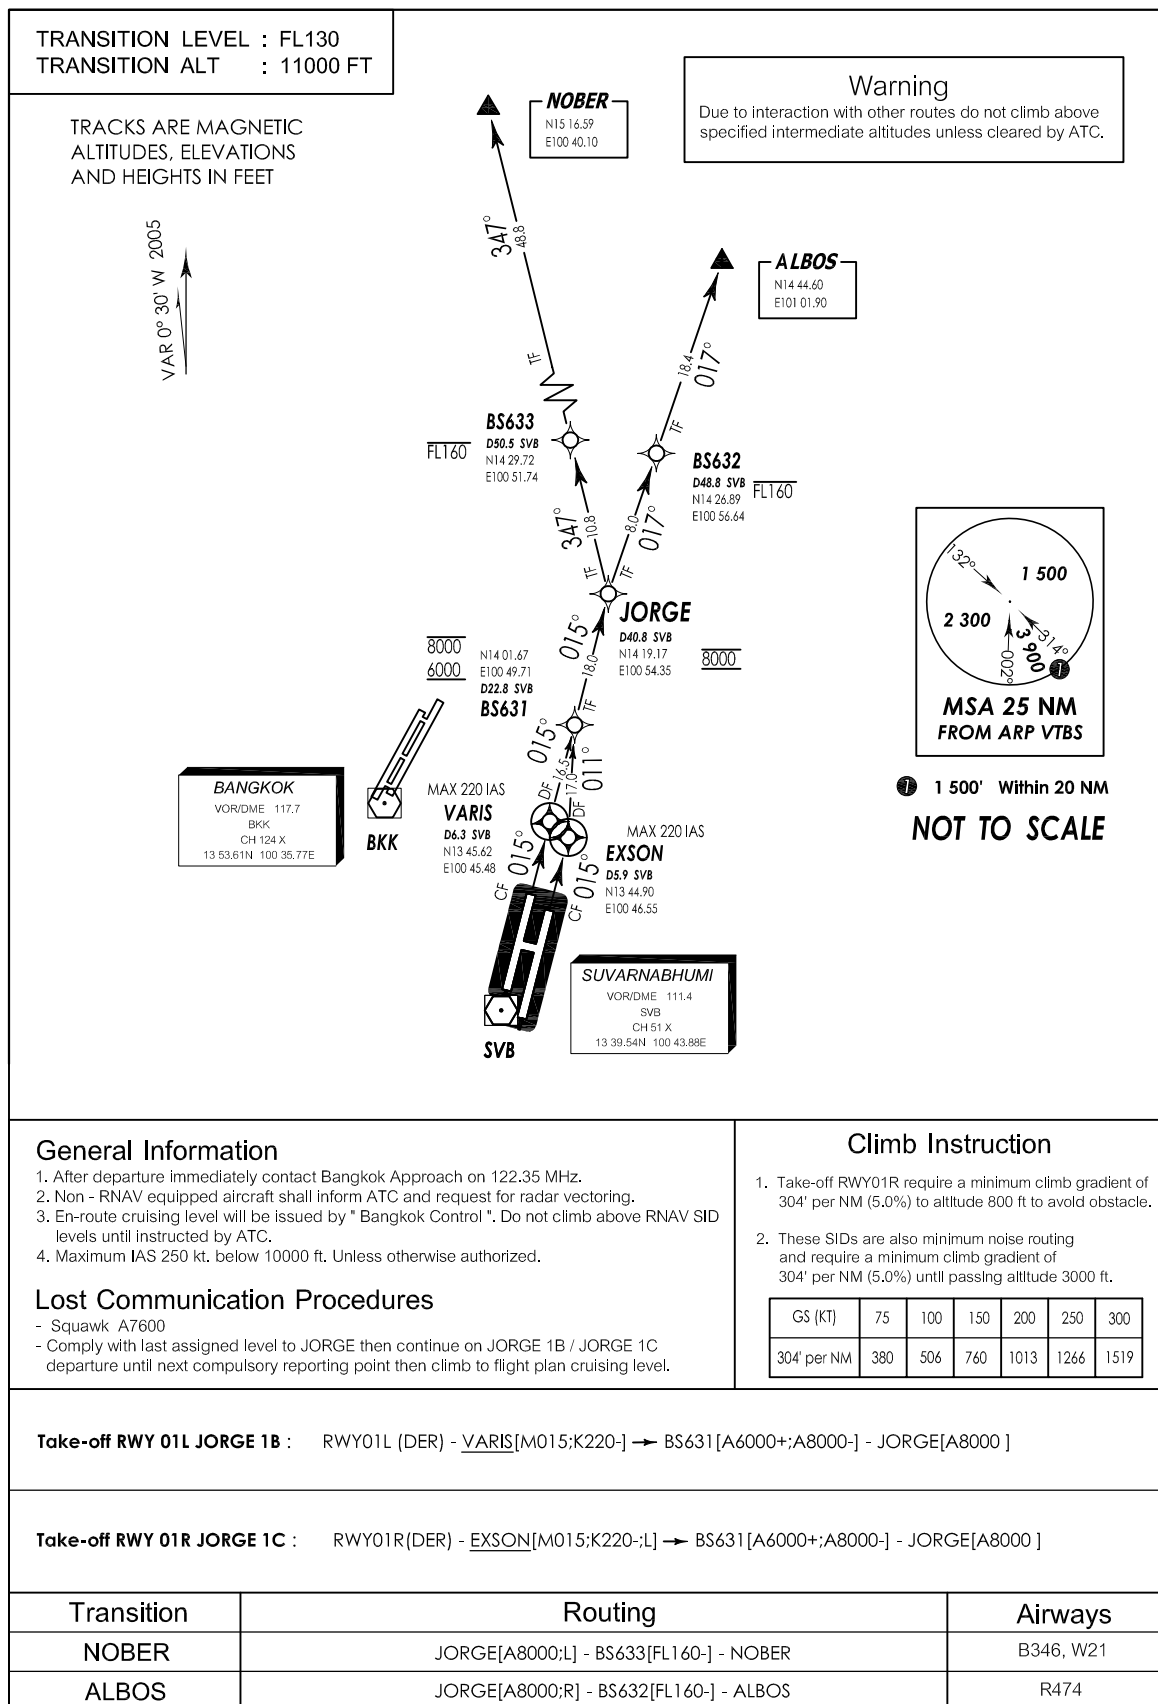 TRANSITION LEVEL : FL130
TRANSITION ALT : 11000 FT
TRACKS ARE MAGNETIC
ALTITUDES, ELEVATIONS
AND HEIGHTS IN FEET
VAR 0° 30' W 2005
Warning
Due to interaction with other routes do not climb above
specified intermediate altitudes unless cleared by ATC.
NOBER
N15 16.59
E100 40.10
347°
48.8
TF
ALBOS
N14 44.60
E101 01.90
18.4
017°
TF
BS633
D50.5 SVB
N14 29.72
E100 51.74
FL160
BS632
D48.8 SVB
N14 26.89
E100 56.64
FL160
347°
10.8
TF
8.0
017°
TF
JORGE
D40.8 SVB
N14 19.17
E100 54.35
8000
015°
18.0
TF
8000
6000
N14 01.67
E100 49.71
D22.8 SVB
BS631
015°
16.5
DF
17.0
DF
011°
132°
1 500
2 300
3 900
314°
002°
1
MSA 25 NM
FROM ARP VTBS
1 1 500' Within 20 NM
NOT TO SCALE
BANGKOK
VOR/DME 117.7
BKK
CH 124 X
13 53.61N 100 35.77E
BKK
MAX 220 IAS
VARIS
D6.3 SVB
N13 45.62
E100 45.48
015°
CF
MAX 220 IAS
EXSON
D5.9 SVB
N13 44.90
E100 46.55
015°
CF
SUVARNABHUMI
VOR/DME 111.4
SVB
CH 51 X
13 39.54N 100 43.88E
SVB
General Information
1. After departure immediately contact Bangkok Approach on 122.35 MHz.
2. Non - RNAV equipped aircraft shall inform ATC and request for radar vectoring.
3. En-route cruising level will be issued by " Bangkok Control ". Do not climb above RNAV SID
levels until instructed by ATC.
4. Maximum IAS 250 kt. below 10000 ft. Unless otherwise authorized.
Lost Communication Procedures
- Squawk A7600
- Comply with last assigned level to JORGE then continue on JORGE 1B / JORGE 1C
departure until next compulsory reporting point then climb to flight plan cruising level.
Climb Instruction
1. Take-off RWY01R require a minimum climb gradient of
304' per NM (5.0%) to altitude 800 ft to avoid obstacle.
2. These SIDs are also minimum noise routing
and require a minimum climb gradient of
304' per NM (5.0%) until passing altitude 3000 ft.
GS (KT) 75 100 150 200 250 300
304' per NM 380 506 760 1013 1266 1519
Take-off RWY 01L JORGE 1B : RWY01L (DER) - VARIS[M015;K220-] → BS631[A6000+;A8000-] - JORGE[A8000 ]
Take-off RWY 01R JORGE 1C : RWY01R(DER) - EXSON[M015;K220-;L] → BS631[A6000+;A8000-] - JORGE[A8000 ]
Transition Routing Airways
NOBER JORGE[A8000;L] - BS633[FL160-] - NOBER B346, W21
ALBOS JORGE[A8000;R] - BS632[FL160-] - ALBOS R474